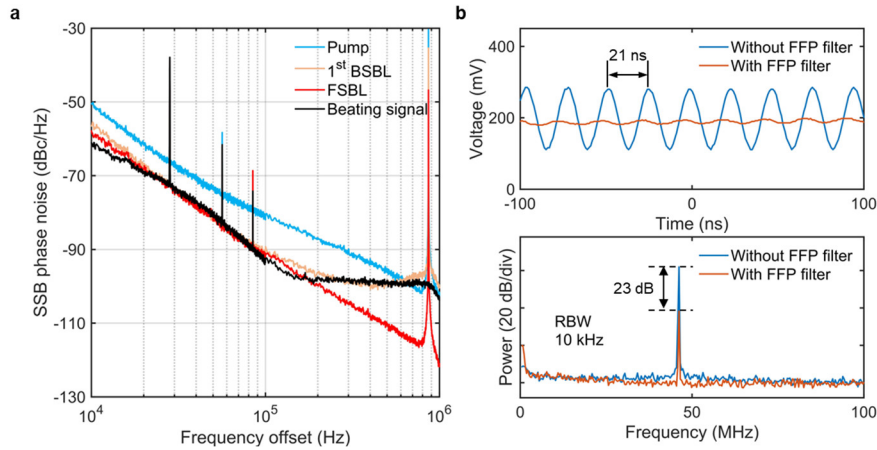 a
-30
-50
-70
-90
-110
-130
SSB phase noise (dBc/Hz)
Pump
1st BSBL
FSBL
Beating signal
10^4
10^5
10^6
Frequency offset (Hz)
b
400
200
0
Voltage (mV)
21 ns
Without FFP filter
With FFP filter
-100
0
100
Time (ns)
Power (20 dB/div)
Without FFP filter
With FFP filter
23 dB
RBW
10 kHz
0
50
100
Frequency (MHz)